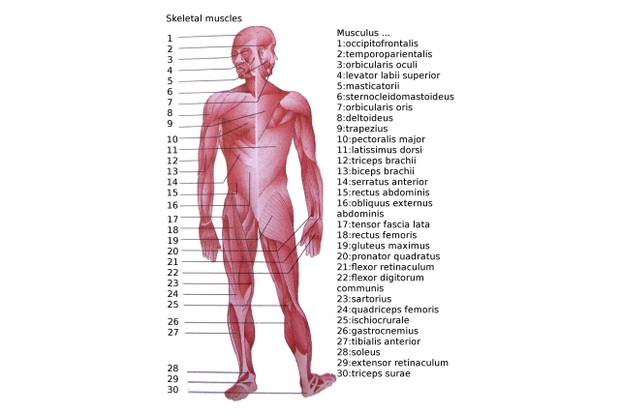 Skeletal muscles
1
2
3
4
5
6
7
8
9
10
11
12
13
14
15
16
17
18
19
20
21
22
23
24
25
26
27
28
29
30
Musculus ...
1:occipitofrontalis
2:temporoparientalis
3:orbicularis oculi
4:levator labii superior
5:masticatorii
6:sternocleidomastoideus
7:orbicularis oris
8:deltoideus
9:trapezius
10:pectoralis major
11:latissimus dorsi
12:triceps brachii
13:biceps brachii
14:serratus anterior
15:rectus abdominis
16:obliquus externus
abdominis
17:tensor fascia lata
18:rectus femoris
19:gluteus maximus
20:pronator quadratus
21:flexor retinaculum
22:flexor digitorum
communis
23:sartorius
24:quadriceps femoris
25:ischiocrurale
26:gastrocnemius
27:tibialis anterior
28:soleus
29:extensor retinaculum
30:triceps surae